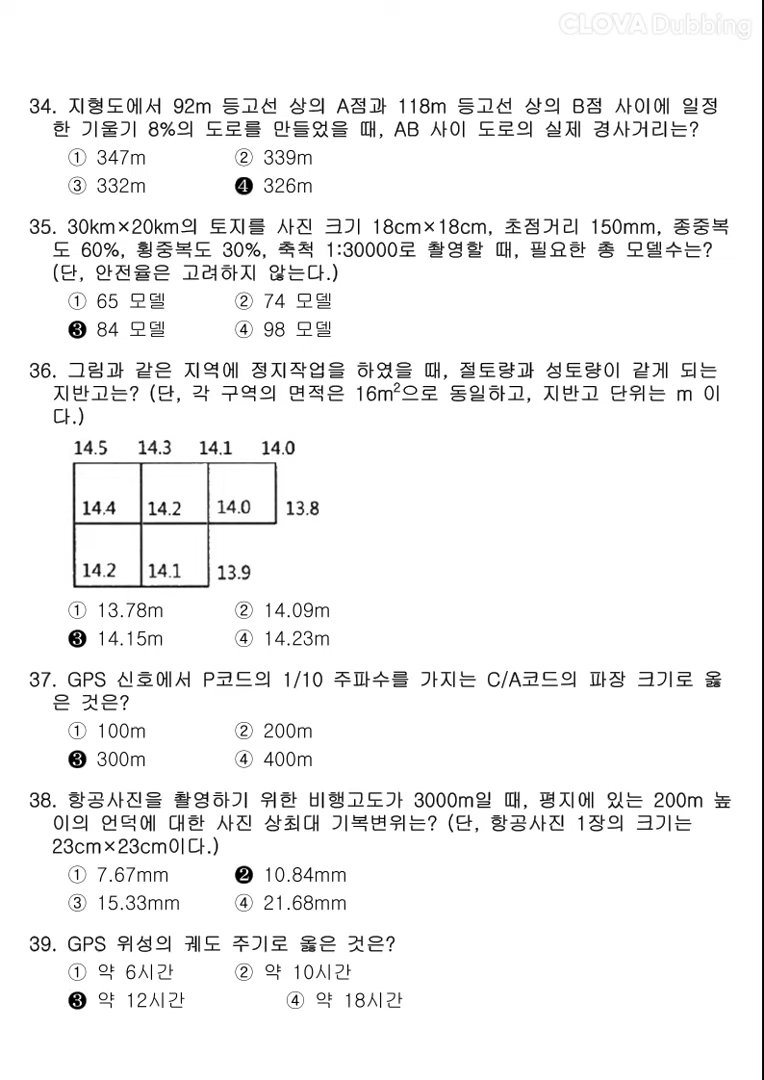 CLOVA Dubbing
34. 지형도에서 92m 등고선 상의 A점과 118m 등고선 상의 B점 사이에 일정
한 기울기 8%의 도로를 만들었을 때, AB 사이 도로의 실제 경사거리는?
① 347m ② 339m
③ 332m ❹ 326m
35. 30km×20km의 토지를 사진 크기 18cm×18cm, 초점거리 150mm, 종중복
도 60%, 횡중복도 30%, 축척 1:30000로 촬영할 때, 필요한 총 모델수는?
(단, 안전율은 고려하지 않는다.)
① 65 모델 ② 74 모델
❸ 84 모델 ④ 98 모델
36. 그림과 같은 지역에 정지작업을 하였을 때, 절토량과 성토량이 같게 되는
지반고는? (단, 각 구역의 면적은 16m²으로 동일하고, 지반고 단위는 m 이
다.)
14.5 14.3 14.1 14.0
14.4 14.2 14.0 13.8
14.2 14.1 13.9
① 13.78m ② 14.09m
❸ 14.15m ④ 14.23m
37. GPS 신호에서 P코드의 1/10 주파수를 가지는 C/A코드의 파장 크기로 옳
은 것은?
① 100m ② 200m
❸ 300m ④ 400m
38. 항공사진을 촬영하기 위한 비행고도가 3000m일 때, 평지에 있는 200m 높
이의 언덕에 대한 사진 상최대 기복변위는? (단, 항공사진 1장의 크기는
23cm×23cm이다.)
① 7.67mm ❷ 10.84mm
③ 15.33mm ④ 21.68mm
39. GPS 위성의 궤도 주기로 옳은 것은?
① 약 6시간 ② 약 10시간
❸ 약 12시간 ④ 약 18시간